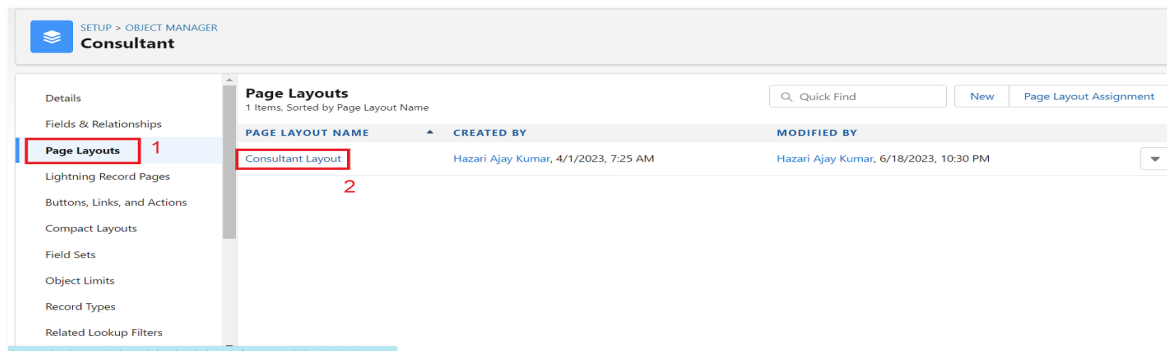 SETUP > OBJECT MANAGER
Consultant
Details
Fields & Relationships
Page Layouts 1
Lightning Record Pages
Buttons, Links, and Actions
Compact Layouts
Field Sets
Object Limits
Record Types
Related Lookup Filters
Page Layouts
1 Items, Sorted by Page Layout Name
Quick Find
New
Page Layout Assignment
PAGE LAYOUT NAME CREATED BY MODIFIED BY
Consultant Layout Hazari Ajay Kumar, 4/1/2023, 7:25 AM Hazari Ajay Kumar, 6/18/2023, 10:30 PM
2